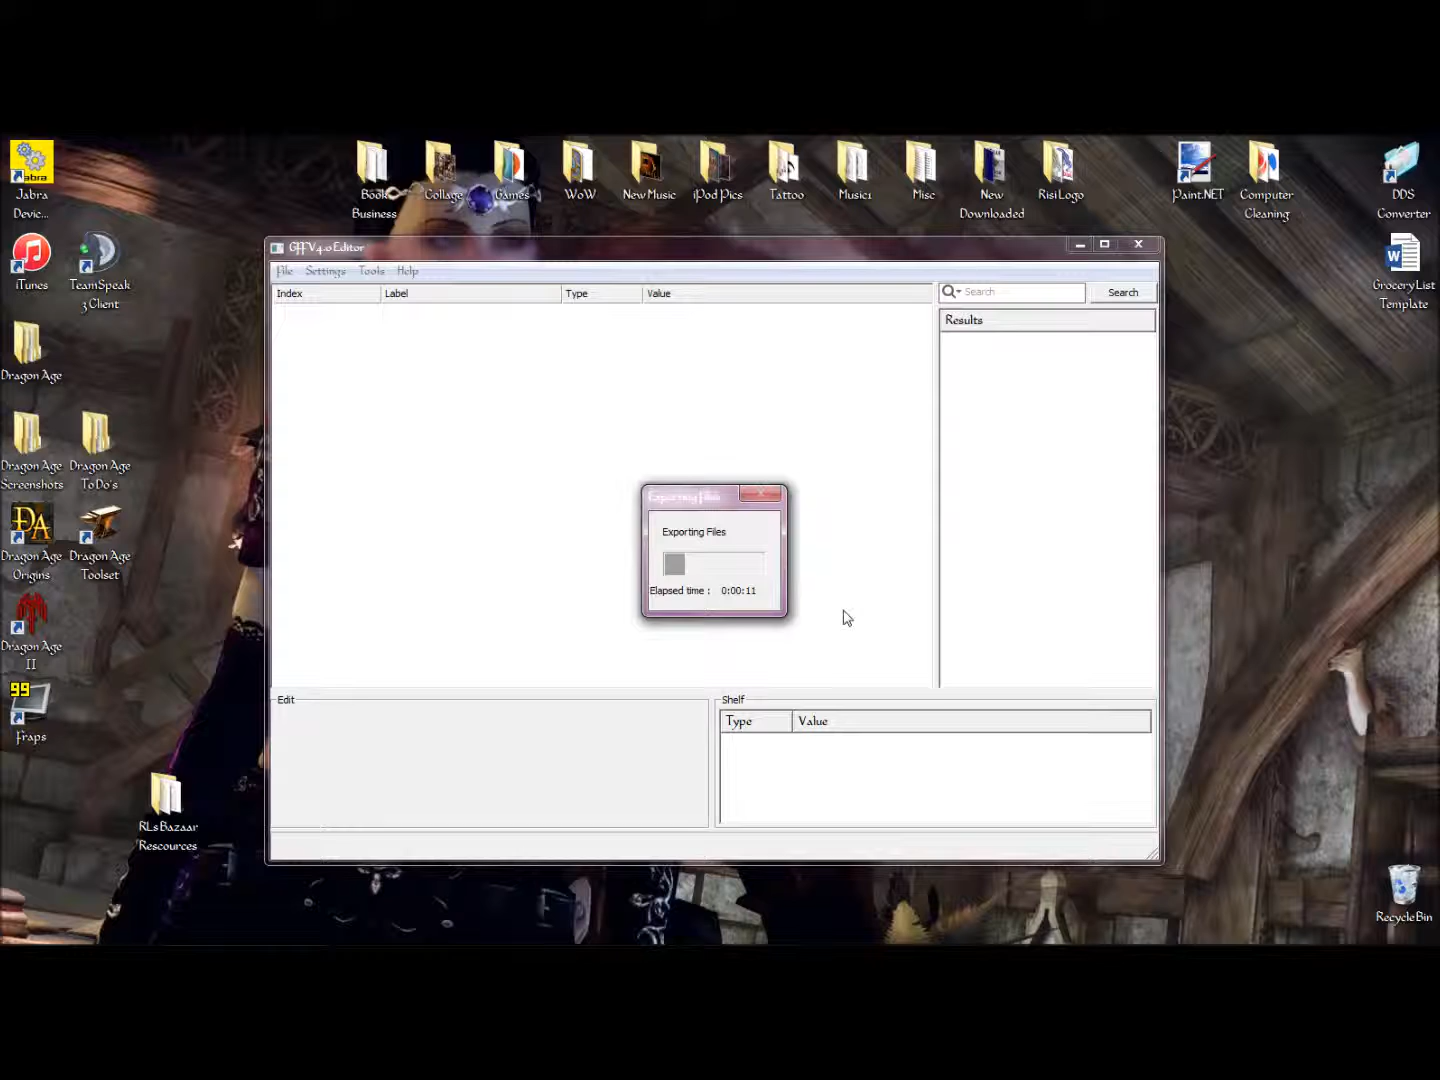 Book
Business
Collage
Games
WoW
New Music
iPod Pics
Tattoo
Music1
Misc
New
Downloaded
Risi Logo
Paint.NET
Computer
Cleaning
DDS
Converter
Jabra
Devic...
iTunes
TeamSpeak
3 Client
Grocery List
Template
Dragon Age
Dragon Age
Screenshots
Dragon Age
To Do's
Dragon Age
Origins
Dragon Age
Toolset
Dragon Age
II
99
Fraps
RLs Bazaar
Rescources
Recycle Bin
GFF V4.0 Editor
File Settings Tools Help
Index Label Type Value
Search Search
Results
Exporting Files
Exporting Files
Elapsed time : 0:00:11
Edit
Shelf
Type Value